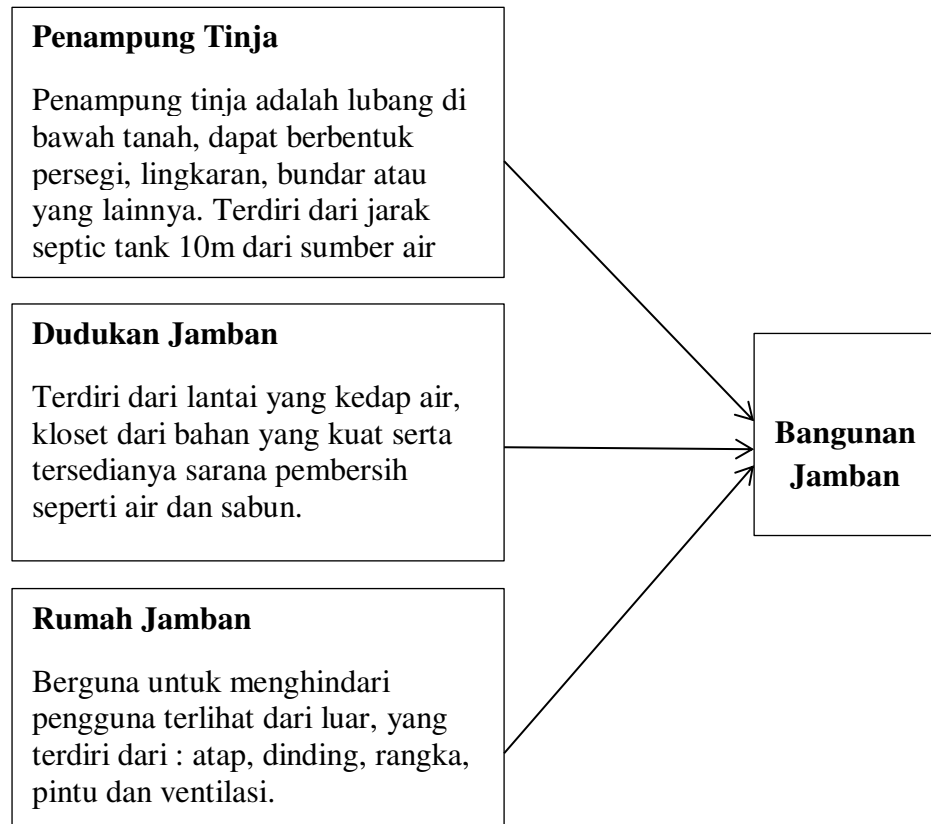 Penampung Tinja
Penampung tinja adalah lubang di
bawah tanah, dapat berbentuk
persegi, lingkaran, bundar atau
yang lainnya. Terdiri dari jarak
septic tank 10m dari sumber air
Dudukan Jamban
Terdiri dari lantai yang kedap air,
kloset dari bahan yang kuat serta
tersedianya sarana pembersih
seperti air dan sabun.
Rumah Jamban
Berguna untuk menghindari
pengguna terlihat dari luar, yang
terdiri dari : atap, dinding, rangka,
pintu dan ventilasi.
Bangunan
Jamban